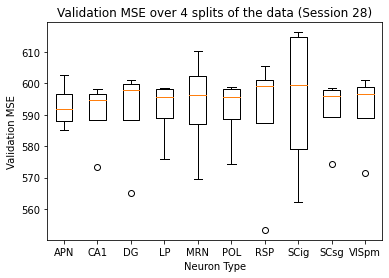 Validation MSE over 4 splits of the data (Session 28)
Validation MSE
610
600
590
580
570
560
APN CA1 DG LP MRN POL RSP SCig SCsg VISpm
Neuron Type